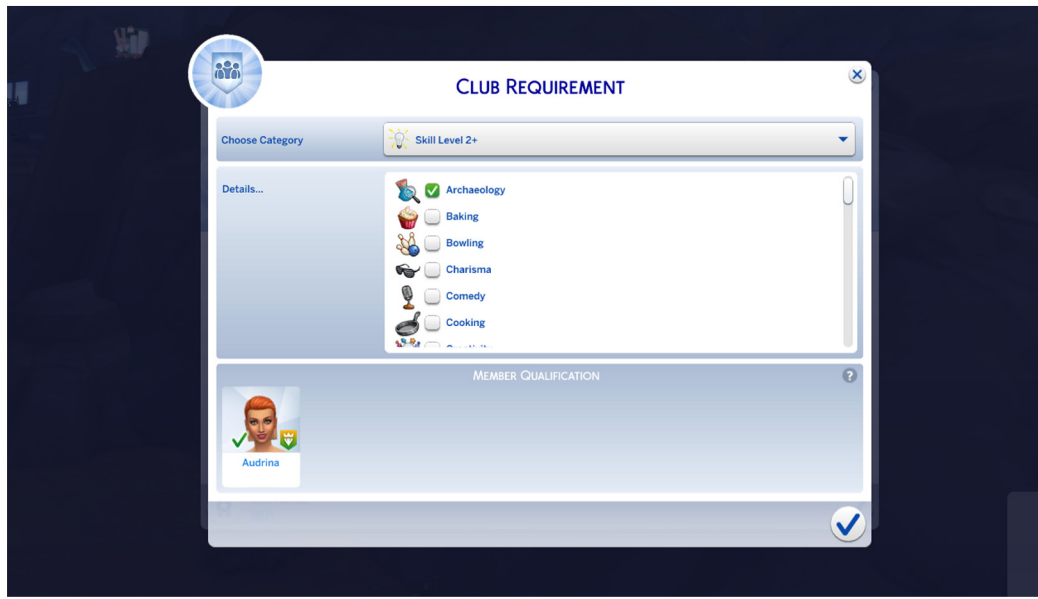 CLUB REQUIREMENT
Choose Category
Skill Level 2+
Details...
Archaeology
Baking
Bowling
Charisma
Comedy
Cooking
MEMBER QUALIFICATION
?
Audrina